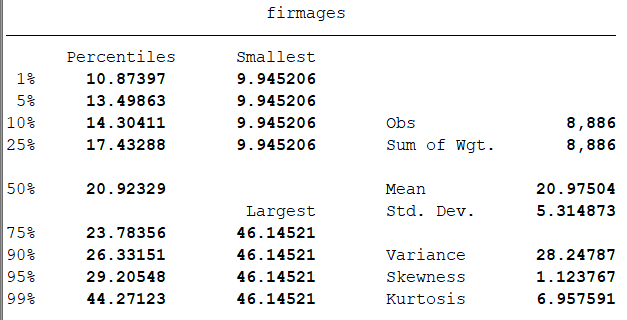 firmages
Percentiles Smallest
1% 10.87397 9.945206
5% 13.49863 9.945206
10% 14.30411 9.945206 Obs 8,886
25% 17.43288 9.945206 Sum of Wgt. 8,886
50% 20.92329 Mean 20.97504
Largest Std. Dev. 5.314873
75% 23.78356 46.14521
90% 26.33151 46.14521 Variance 28.24787
95% 29.20548 46.14521 Skewness 1.123767
99% 44.27123 46.14521 Kurtosis 6.957591